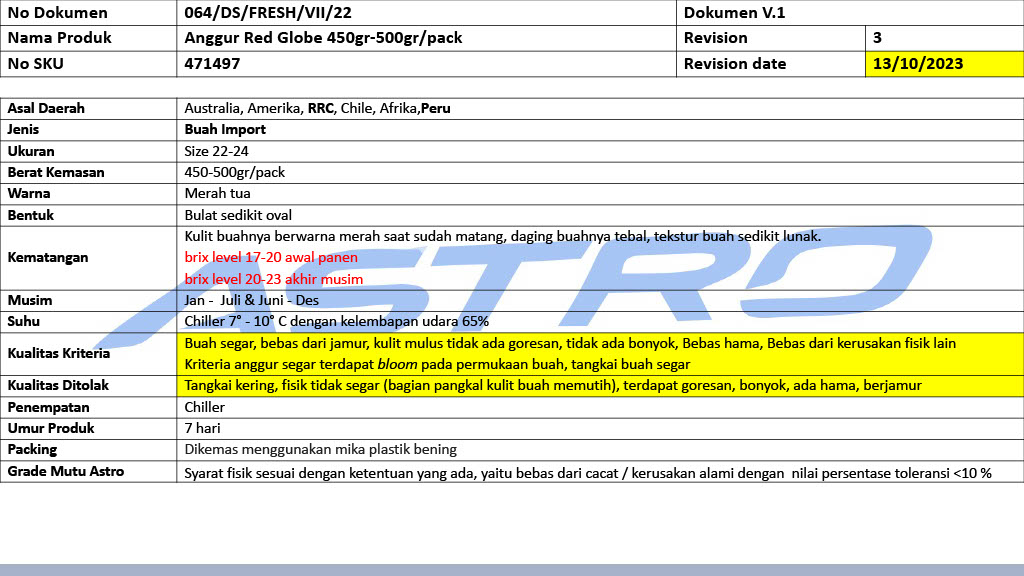 No Dokumen 064/DS/FRESH/VII/22 Dokumen V.1
Nama Produk Anggur Red Globe 450gr-500gr/pack Revision 3
No SKU 471497 Revision date 13/10/2023
Asal Daerah Australia, Amerika, RRC, Chile, Afrika,Peru
Jenis Buah Import
Ukuran Size 22-24
Berat Kemasan 450-500gr/pack
Warna Merah tua
Bentuk Bulat sedikit oval
Kematangan Kulit buahnya berwarna merah saat sudah matang, daging buahnya tebal, tekstur buah sedikit lunak.
brix level 17-20 awal panen
brix level 20-23 akhir musim
Musim Jan - Juli & Juni - Des
Suhu Chiller 7° - 10° C dengan kelembapan udara 65%
Kualitas Kriteria Buah segar, bebas dari jamur, kulit mulus tidak ada goresan, tidak ada bonyok, Bebas hama, Bebas dari kerusakan fisik lain
Kriteria anggur segar terdapat bloom pada permukaan buah, tangkai buah segar
Kualitas Ditolak Tangkai kering, fisik tidak segar (bagian pangkal kulit buah memutih), terdapat goresan, bonyok, ada hama, berjamur
Penempatan Chiller
Umur Produk 7 hari
Packing Dikemas menggunakan mika plastik bening
Grade Mutu Astro Syarat fisik sesuai dengan ketentuan yang ada, yaitu bebas dari cacat / kerusakan alami dengan nilai persentase toleransi <10 %
ASTRO